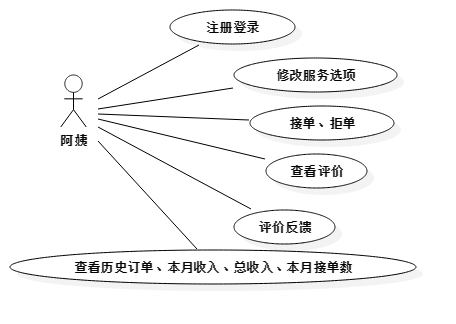 注册登录
修改服务选项
接单、拒单
阿姨
查看评价
评价反馈
查看历史订单、本月收入、总收入、本月接单数